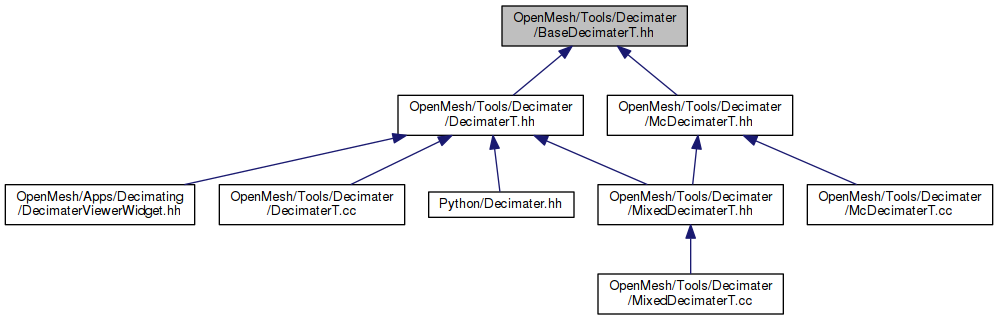 OpenMesh/Tools/Decimater
/BaseDecimaterT.hh
OpenMesh/Tools/Decimater
/DecimaterT.hh
OpenMesh/Tools/Decimater
/McDecimaterT.hh
OpenMesh/Apps/Decimating
/DecimaterViewerWidget.hh
OpenMesh/Tools/Decimater
/DecimaterT.cc
Python/Decimater.hh
OpenMesh/Tools/Decimater
/MixedDecimaterT.hh
OpenMesh/Tools/Decimater
/McDecimaterT.cc
OpenMesh/Tools/Decimater
/MixedDecimaterT.cc